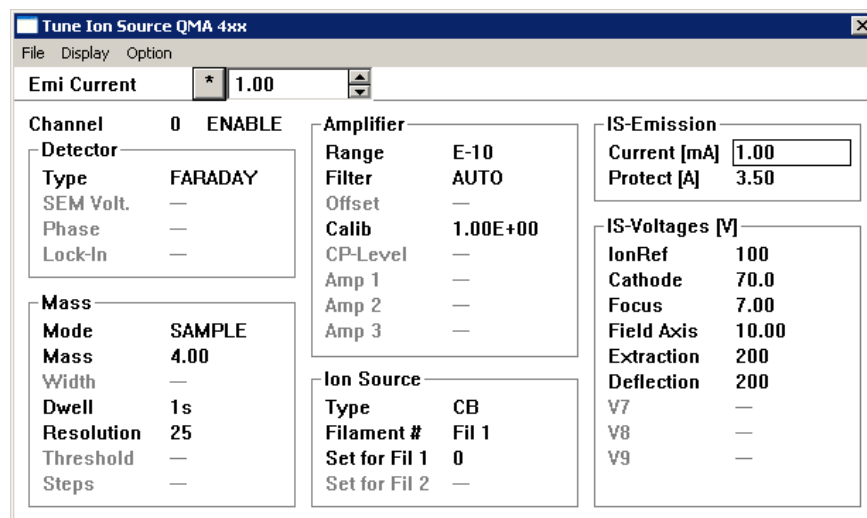 Tune Ion Source QMA 4xx
File Display Option
Emi Current * 1.00
Channel 0 ENABLE
Detector
Type FARADAY
SEM Volt. —
Phase —
Lock-In —
Mass
Mode SAMPLE
Mass 4.00
Width —
Dwell 1s
Resolution 25
Threshold —
Steps —
Amplifier
Range E-10
Filter AUTO
Offset —
Calib 1.00E+00
CP-Level —
Amp 1 —
Amp 2 —
Amp 3 —
Ion Source
Type CB
Filament # Fil 1
Set for Fil 1 0
Set for Fil 2 —
IS-Emission
Current [mA] 1.00
Protect [A] 3.50
IS-Voltages [V]
IonRef 100
Cathode 70.0
Focus 7.00
Field Axis 10.00
Extraction 200
Deflection 200
V7 —
V8 —
V9 —